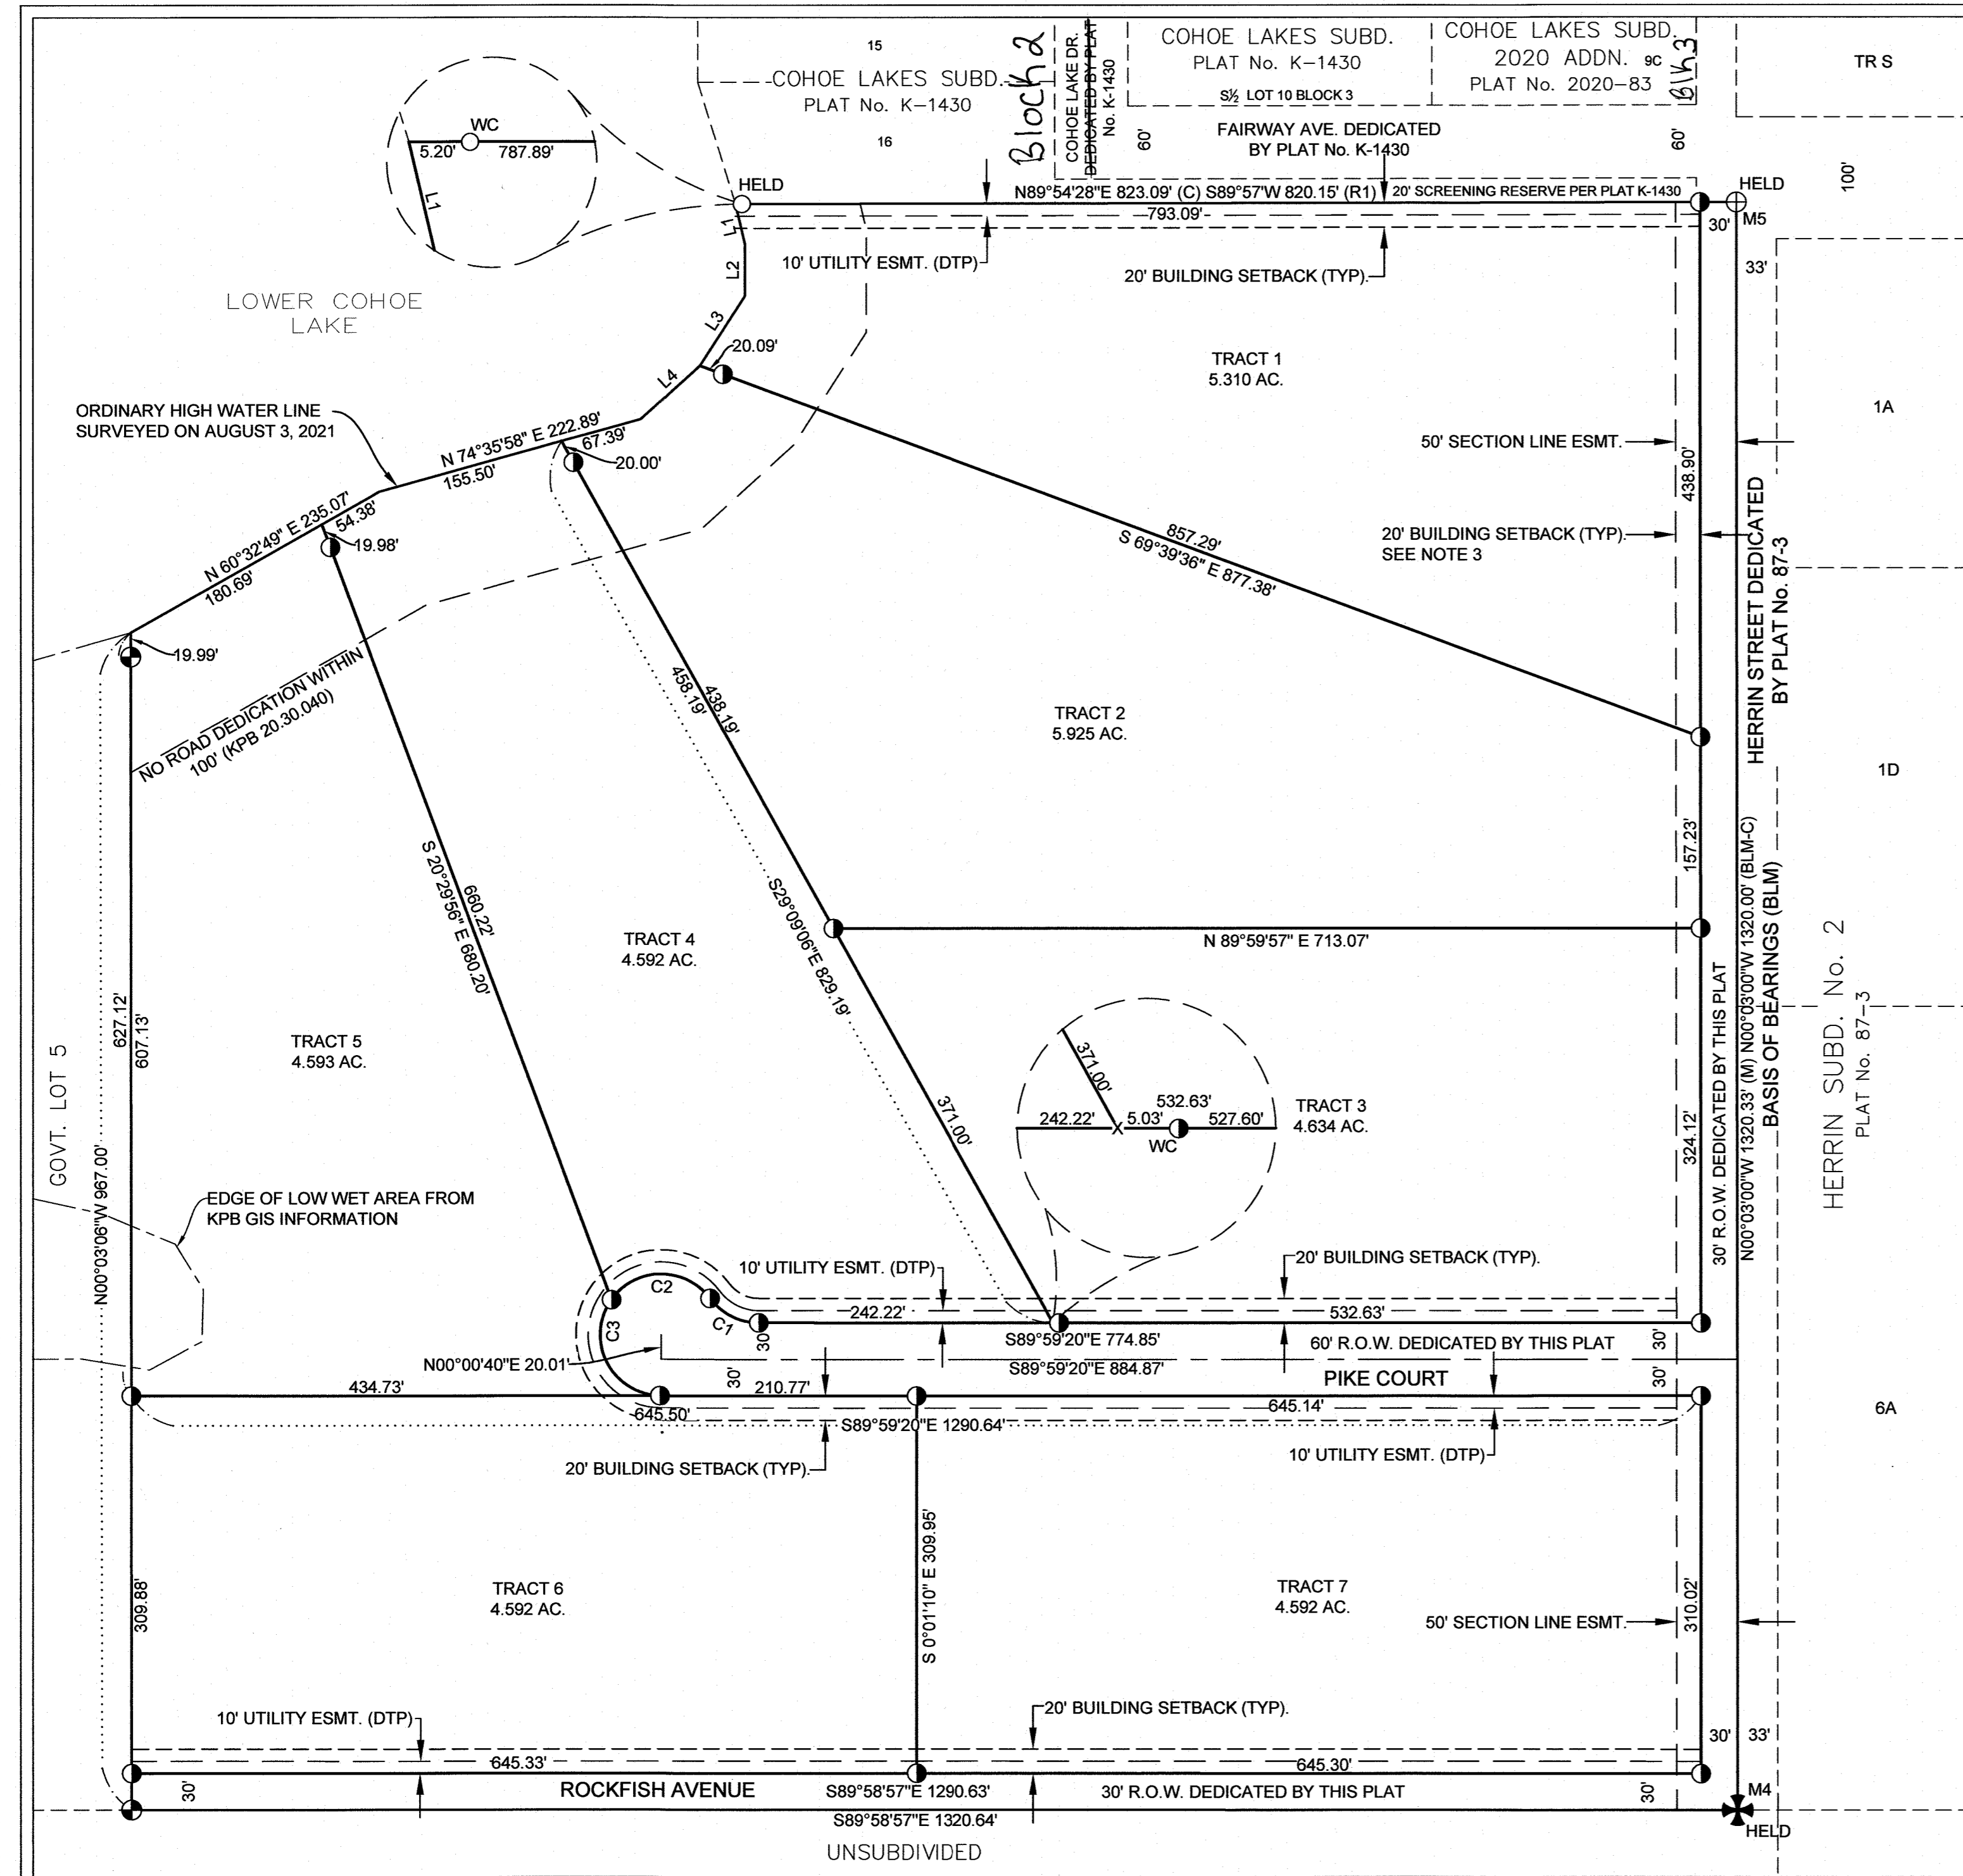 15
COHOE LAKES SUBD.
PLAT No. K-1430
16
Block 2
COHOE LAKE DR.
DEDICATED BY PLAT
No. K-1430
COHOE LAKES SUBD.
PLAT No. K-1430
S½ LOT 10 BLOCK 3
COHOE LAKES SUBD.
2020 ADDN. 9C
PLAT No. 2020-83
Blk 3
TR S
60'
FAIRWAY AVE. DEDICATED
BY PLAT No. K-1430
60'
100'
WC
5.20' 787.89'
L1
HELD
N89°54'28"E 823.09' (C) S89°57'W 820.15' (R1)
20' SCREENING RESERVE PER PLAT K-1430
HELD
M5
793.09'
30'
33'
L1
L2
L3
L4
10' UTILITY ESMT. (DTP)
20' BUILDING SETBACK (TYP).
LOWER COHOE
LAKE
20.09'
TRACT 1
5.310 AC.
1A
ORDINARY HIGH WATER LINE
SURVEYED ON AUGUST 3, 2021
N 74°35'58" E 222.89'
67.39'
155.50'
20.00'
50' SECTION LINE ESMT.
438.90'
N 60°32'49" E 235.07'
54.38'
180.69'
19.98'
857.29'
S 69°39'36" E 877.38'
20' BUILDING SETBACK (TYP).
SEE NOTE 3
HERRIN STREET DEDICATED
BY PLAT No. 87-3
19.99'
NO ROAD DEDICATION WITHIN
100' (KPB 20.30.040)
458.19'
438.19'
TRACT 2
5.925 AC.
1D
157.23'
S 20°29'56" E 680.20'
660.22'
S29°09'06"E 829.19'
TRACT 4
4.592 AC.
N 89°59'57" E 713.07'
30' R.O.W. DEDICATED BY THIS PLAT
N00°03'00"W 1320.33' (M) N00°03'00"W 1320.00' (BLM-C)
BASIS OF BEARINGS (BLM)
HERRIN SUBD. No. 2
PLAT No. 87-3
GOVT. LOT 5
627.12'
607.13'
N00°03'06"W 967.00'
TRACT 5
4.593 AC.
371.00'
371.00'
532.63'
242.22' X 5.03' 527.60'
WC
TRACT 3
4.634 AC.
324.12'
EDGE OF LOW WET AREA FROM
KPB GIS INFORMATION
10' UTILITY ESMT. (DTP)
20' BUILDING SETBACK (TYP).
C2
C1
C3
30'
242.22'
532.63'
S89°59'20"E 774.85'
60' R.O.W. DEDICATED BY THIS PLAT
30'
N00°00'40"E 20.01'
30'
S89°59'20"E 884.87'
PIKE COURT
30'
434.73'
210.77'
645.50'
645.14'
S89°59'20"E 1290.64'
6A
20' BUILDING SETBACK (TYP).
10' UTILITY ESMT. (DTP)
309.88'
TRACT 6
4.592 AC.
S 0°01'10" E 309.95'
TRACT 7
4.592 AC.
310.02'
50' SECTION LINE ESMT.
10' UTILITY ESMT. (DTP)
20' BUILDING SETBACK (TYP).
30'
33'
645.33'
645.30'
30'
ROCKFISH AVENUE
S89°58'57"E 1290.63'
30' R.O.W. DEDICATED BY THIS PLAT
30'
M4
S89°58'57"E 1320.64'
HELD
UNSUBDIVIDED